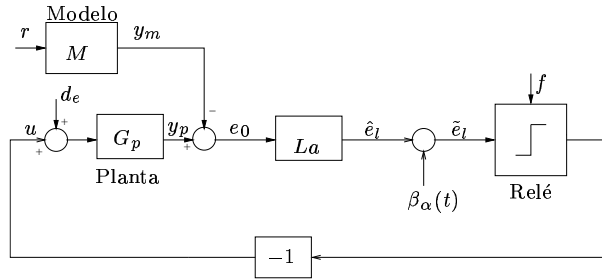 Modelo
r
M
y_m
−
d_e
+
u
+
G_p
y_p
+
e_0
La
ê_l
ẽ_l
f
Planta
β_α(t)
Relé
−1